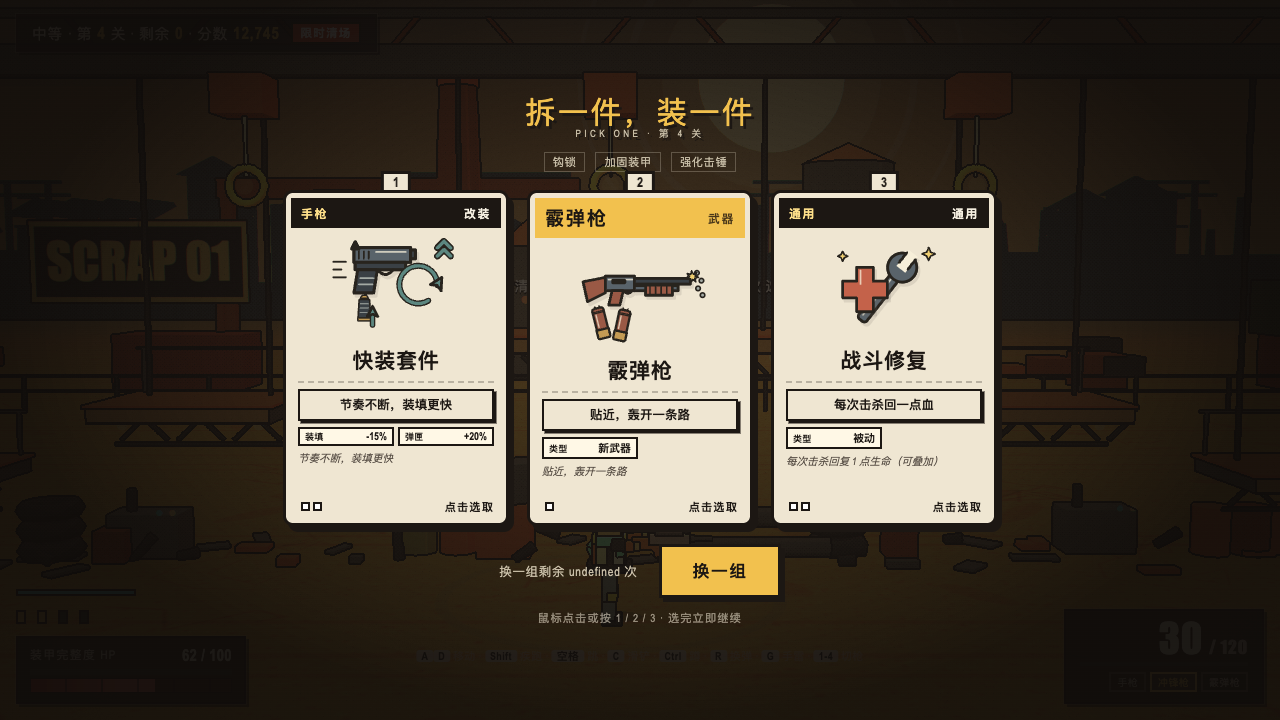 中等 · 第 4 关 · 剩余 0 · 分数 12,745 限时清场
拆一件，装一件
PICK ONE · 第 4 关
钩锁 加固装甲 强化击锤
1 2 3
手枪 改装
霰弹枪 武器
通用 通用
SCRAP 01
快装套件
节奏不断，装填更快
装填 -15% 弹匣 +20%
节奏不断，装填更快
点击选取
霰弹枪
贴近，轰开一条路
类型 新武器
贴近，轰开一条路
点击选取
战斗修复
每次击杀回一点血
类型 被动
每次击杀回复 1 点生命（可叠加）
点击选取
换一组剩余 undefined 次 换一组
鼠标点击或按 1 / 2 / 3 · 选完立即继续
A D Shift 空格 C Ctrl R G 1-4
装甲完整度 HP 62 / 100
30 / 120
手枪 冲锋枪 霰弹枪